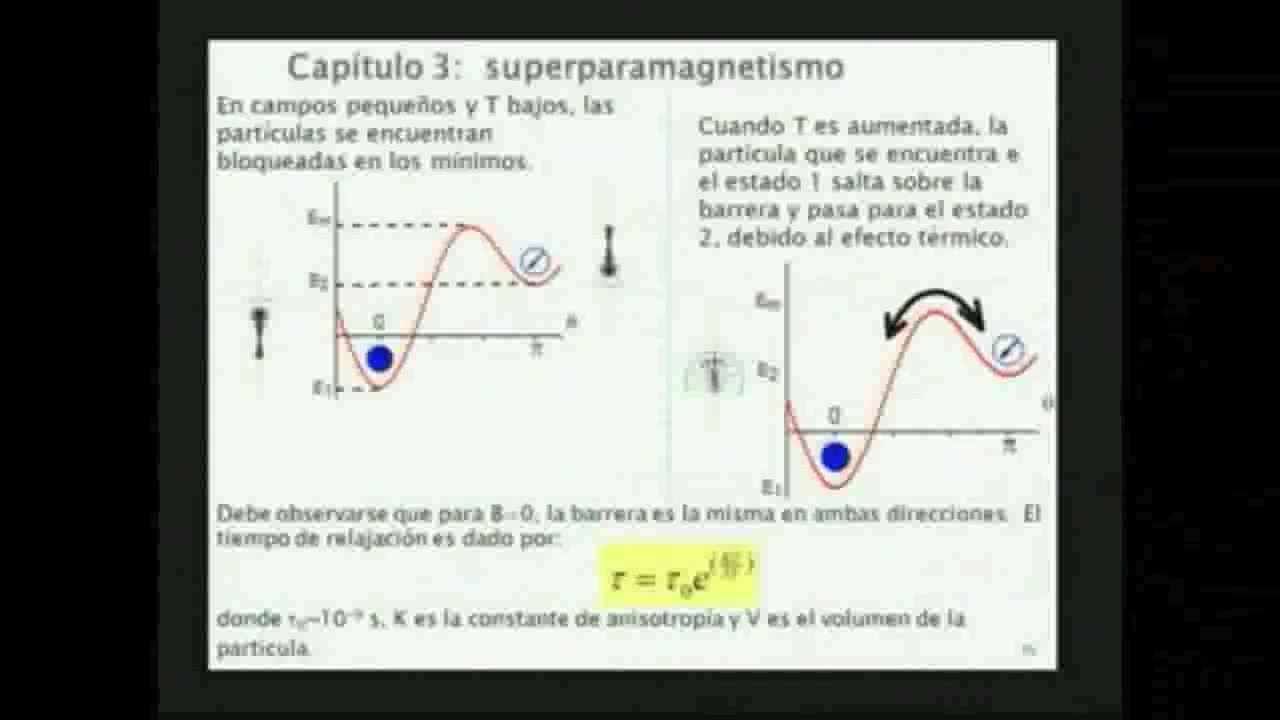 Capítulo 3: superparamagnetismo
En campos pequeños y T bajos, las
partículas se encuentran
bloqueadas en los mínimos.
Em
E2
0
θ
π
E1
Cuando T es aumentada, la
partícula que se encuentra e
el estado 1 salta sobre la
barrera y pasa para el estado
2, debido al efecto térmico.
Em
E2
0
θ
π
E1
Debe observarse que para B=0, la barrera es la misma en ambas direcciones. El
tiempo de relajación es dado por:
τ = τ₀e
donde τ₀~10⁻⁹ s, K es la constante de anisotropía y V es el volumen de la
partícula.